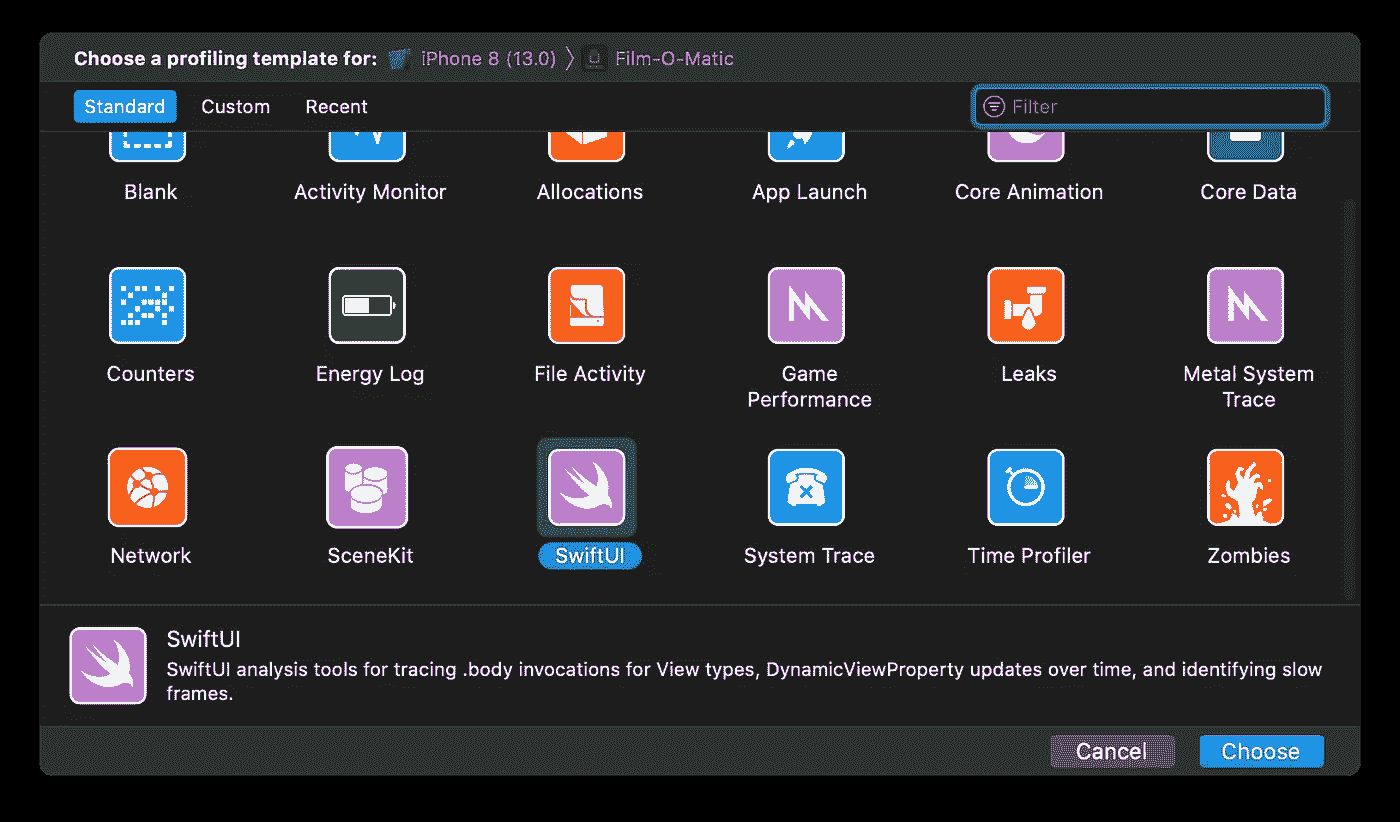 Choose a profiling template for: iPhone 8 (13.0) 〉 Film-O-Matic
Standard Custom Recent Filter
Blank Activity Monitor Allocations App Launch Core Animation Core Data
Counters Energy Log File Activity Game Performance Leaks Metal System Trace
Network SceneKit SwiftUI System Trace Time Profiler Zombies
SwiftUI
SwiftUI analysis tools for tracing .body invocations for View types, DynamicViewProperty updates over time, and identifying slow
frames.
Cancel Choose